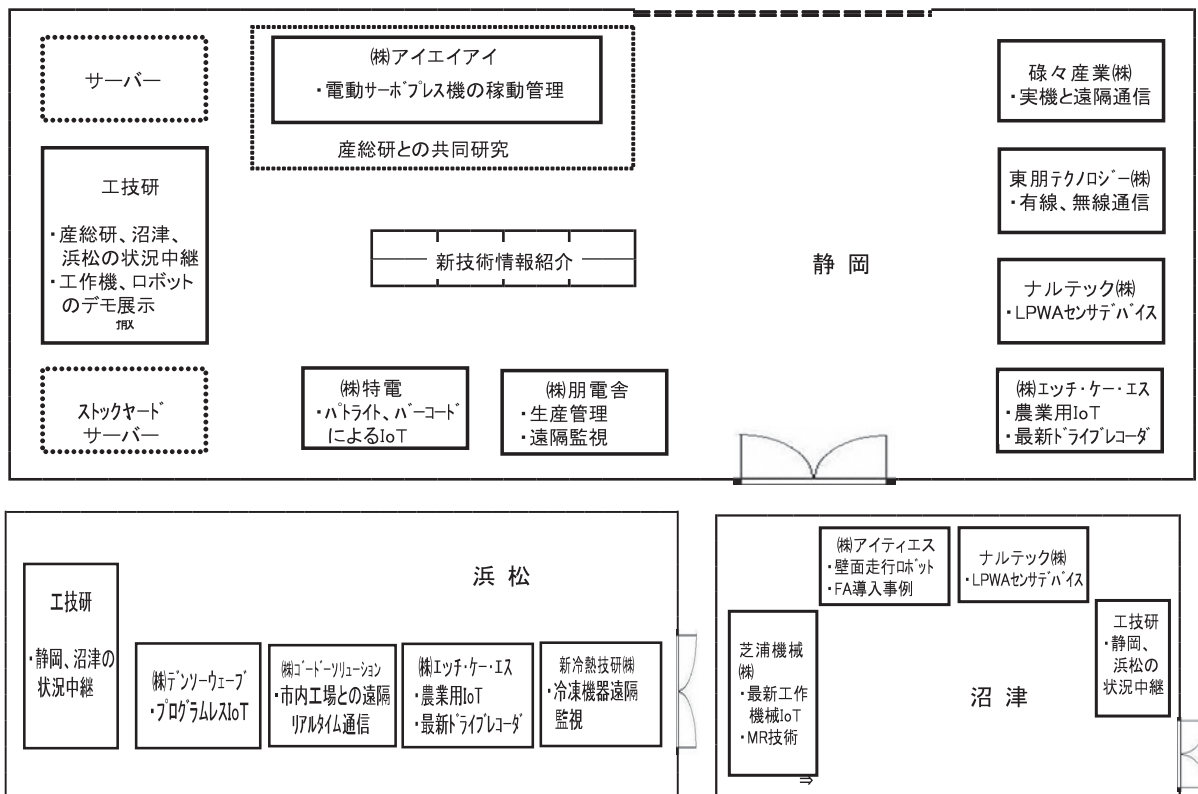 サーバー
㈱アイエイアイ
・電動サーボプレス機の稼動管理
産総研との共同研究
碌々産業㈱
・実機と遠隔通信
工技研
・産総研、沼津、
浜松の状況中継
・工作機、ロボット
のデモ展示
撤
東朋テクノロジー㈱
・有線、無線通信
新技術情報紹介
静 岡
ナルテック㈱
・LPWAセンサデバイス
ストックヤード
サーバー
㈱特電
・パトライト、バーコード
によるIoT
㈱朋電舎
・生産管理
・遠隔監視
㈱エッチ・ケー・エス
・農業用IoT
・最新ドライブレコーダ
浜 松
工技研
・静岡、沼津の
状況中継
㈱デンソーウェーブ
・プログラムレスIoT
㈱ゴードーソリューション
・市内工場との遠隔
リアルタイム通信
㈱エッチ・ケー・エス
・農業用IoT
・最新ドライブレコーダ
新冷熱技研㈱
・冷凍機器遠隔
監視
㈱アイティエス
・壁面走行ロボット
・FA導入事例
ナルテック㈱
・LPWAセンサデバイス
芝浦機械
㈱
・最新工作
機械IoT
・MR技術
⇒
沼 津
工技研
・静岡、
浜松の
状況中継